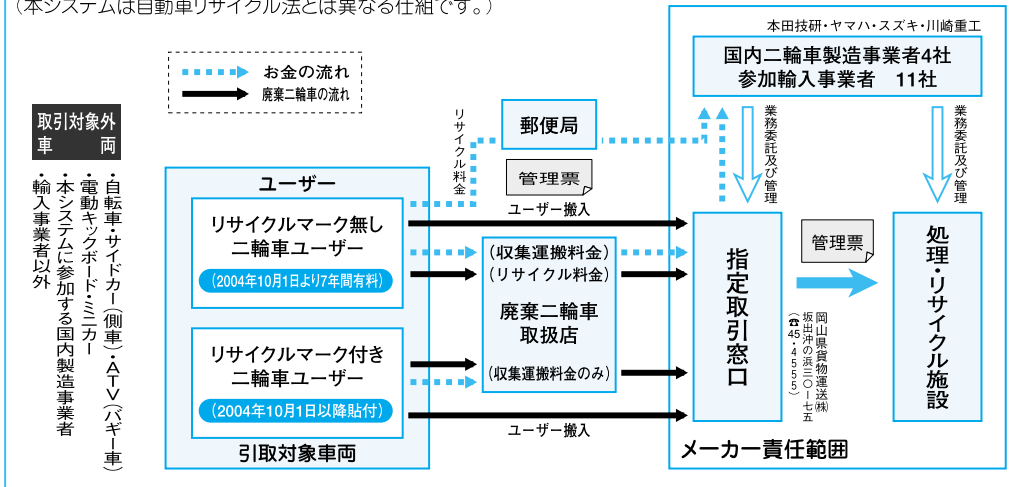 (本システムは自動車リサイクル法とは異なる仕組です。)
本田技研・ヤマハ・スズキ・川崎重工
国内二輪車製造事業者4社
参加輸入事業者 11社
お金の流れ
廃棄二輪車の流れ
取引対象外
車両
・自転車・サイドカー(側車)・ATV(バギー車)
・電動キックボード・ミニカー
・本システムに参加する国内製造事業者
・輸入事業者以外
リサイクル料金
郵便局
管理票
業務委託及び管理
業務委託及び管理
ユーザー
リサイクルマーク無し
二輪車ユーザー
(2004年10月1日より7年間有料)
リサイクルマーク付き
二輪車ユーザー
(2004年10月1日以降貼付)
引取対象車両
ユーザー搬入
(収集運搬料金)
(リサイクル料金)
廃棄二輪車
取扱店
(収集運搬料金のみ)
ユーザー搬入
指定取引窓口
管理票
岡山県貨物運送㈱
坂出沖の浜三〇ー七五
(☎45・4555)
処理・リサイクル施設
メーカー責任範囲